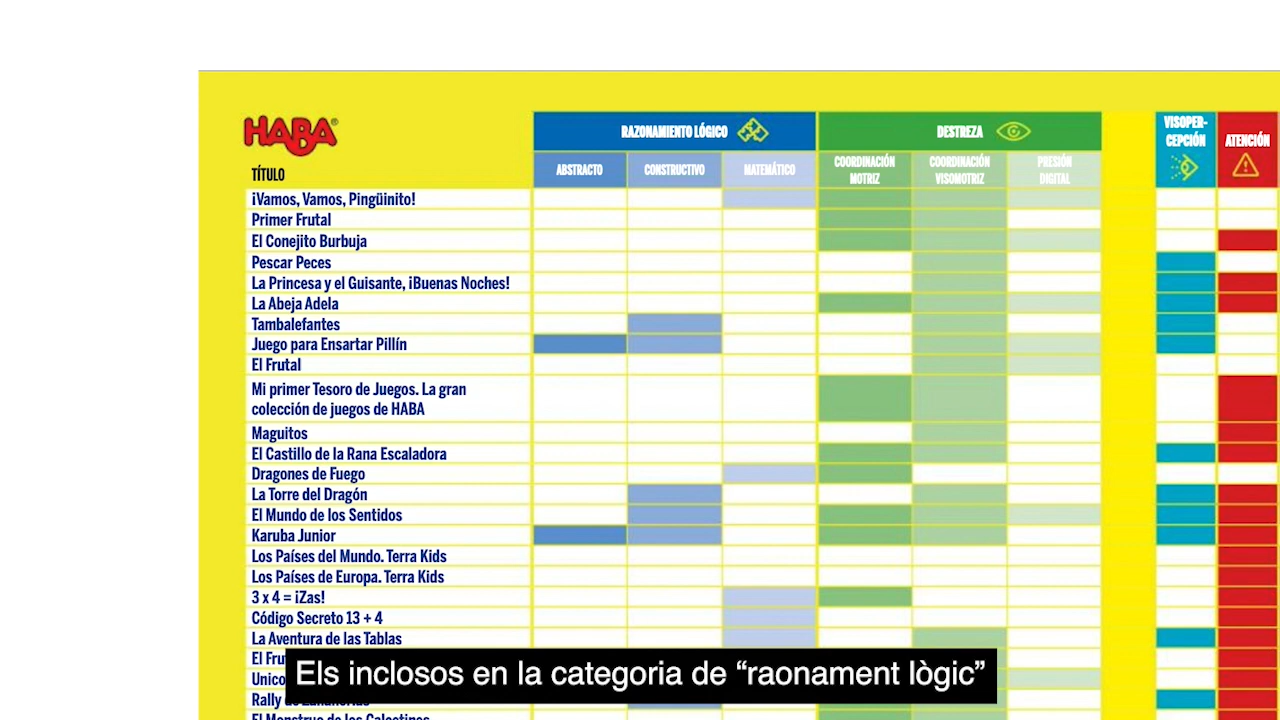 HABA®
RAZONAMIENTO LÓGICO
DESTREZA
VISOPER-
CEPCIÓN
ATENCIÓN
TÍTULO
ABSTRACTO
CONSTRUCTIVO
MATEMÁTICO
COORDINACIÓN
MOTRIZ
COORDINACIÓN
VISOMOTRIZ
PRESIÓN
DIGITAL
¡Vamos, Vamos, Pingüinito!
Primer Frutal
El Conejito Burbuja
Pescar Peces
La Princesa y el Guisante, ¡Buenas Noches!
La Abeja Adela
Tambalefantes
Juego para Ensartar Pillín
El Frutal
Mi primer Tesoro de Juegos. La gran
colección de juegos de HABA
Maguitos
El Castillo de la Rana Escaladora
Dragones de Fuego
La Torre del Dragón
El Mundo de los Sentidos
Karuba Junior
Los Países del Mundo. Terra Kids
Los Países de Europa. Terra Kids
3 x 4 = ¡Zas!
Código Secreto 13 + 4
La Aventura de las Tablas
El
Rally
Els inclosos en la categoria de “raonament lògic”